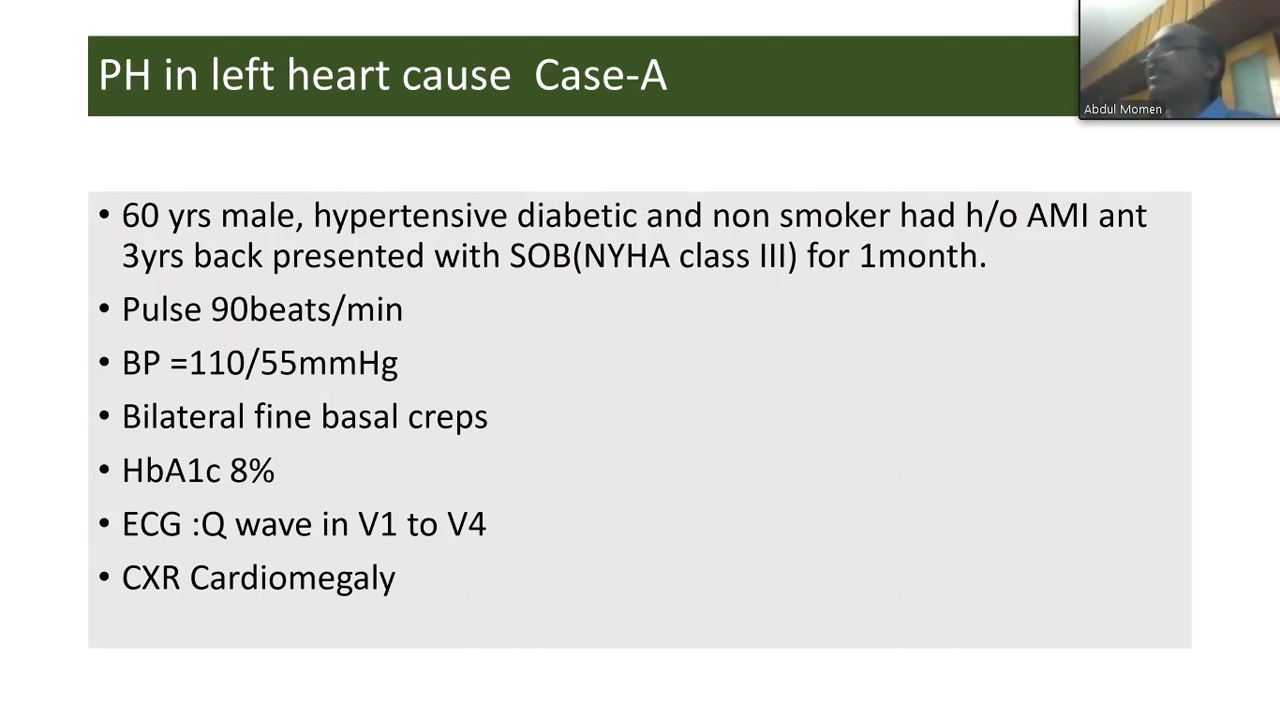 PH in left heart cause Case-A
Abdul Momen
• 60 yrs male, hypertensive diabetic and non smoker had h/o AMI ant
3yrs back presented with SOB(NYHA class III) for 1month.
• Pulse 90beats/min
• BP =110/55mmHg
• Bilateral fine basal creps
• HbA1c 8%
• ECG :Q wave in V1 to V4
• CXR Cardiomegaly